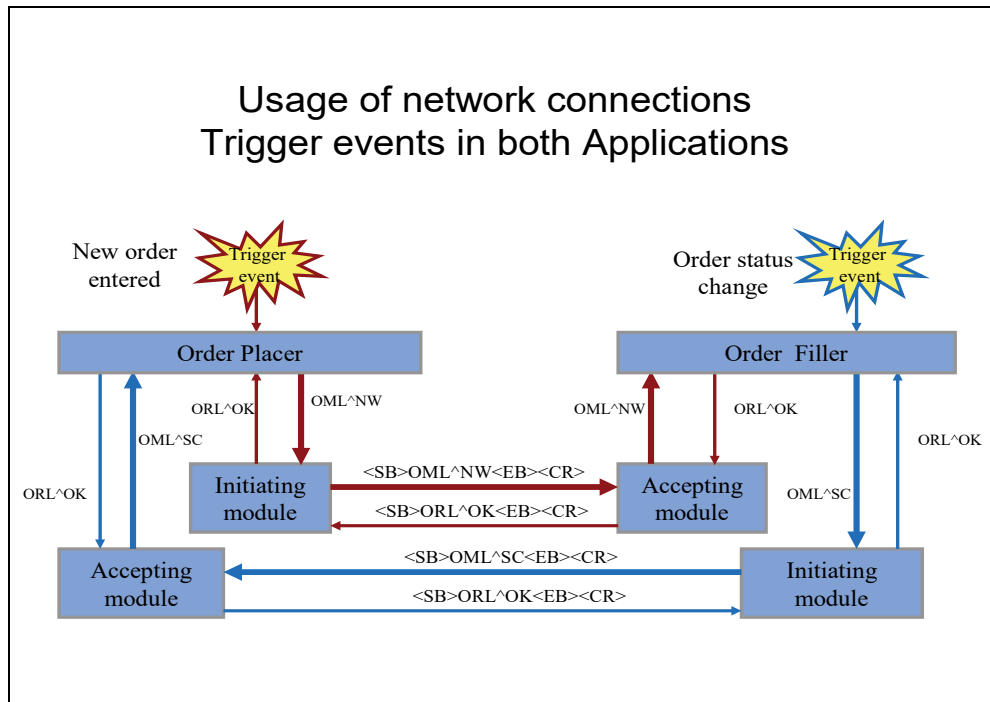 Usage of network connections
Trigger events in both Applications
New order
entered
Trigger
event
Order status
change
Trigger
event
Order Placer
Order Filler
ORL^OK
OML^SC
ORL^OK
OML^NW
OML^NW
ORL^OK
OML^SC
ORL^OK
Initiating
module
<SB>OML^NW<EB><CR>
<SB>ORL^OK<EB><CR>
Accepting
module
Accepting
module
<SB>OML^SC<EB><CR>
<SB>ORL^OK<EB><CR>
Initiating
module